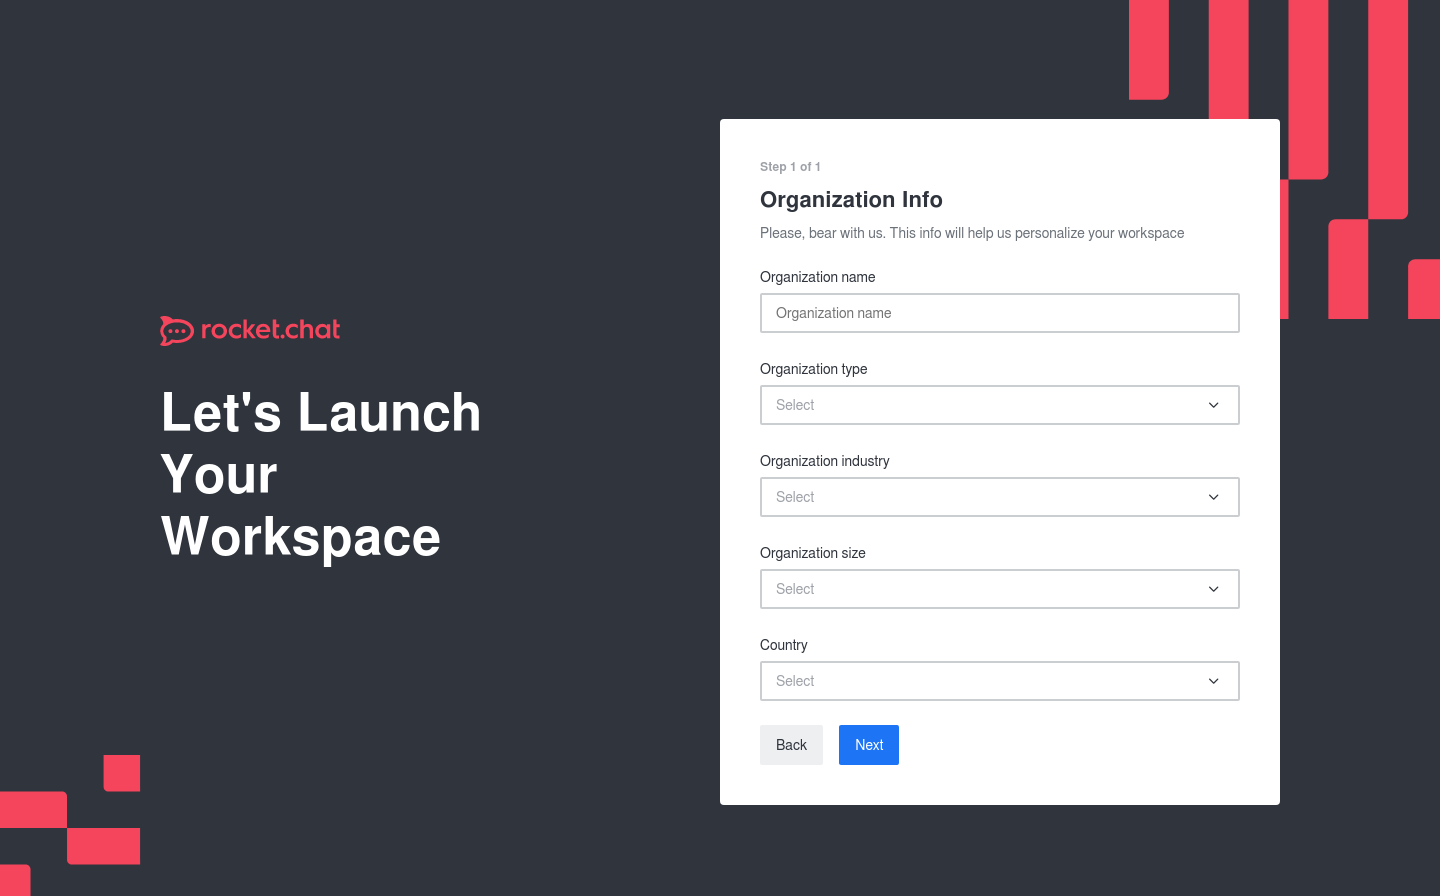 rocket.chat
Let's Launch
Your
Workspace
Step 1 of 1
Organization Info
Please, bear with us. This info will help us personalize your workspace
Organization name
Organization name
Organization type
Select
Organization industry
Select
Organization size
Select
Country
Select
Back
Next